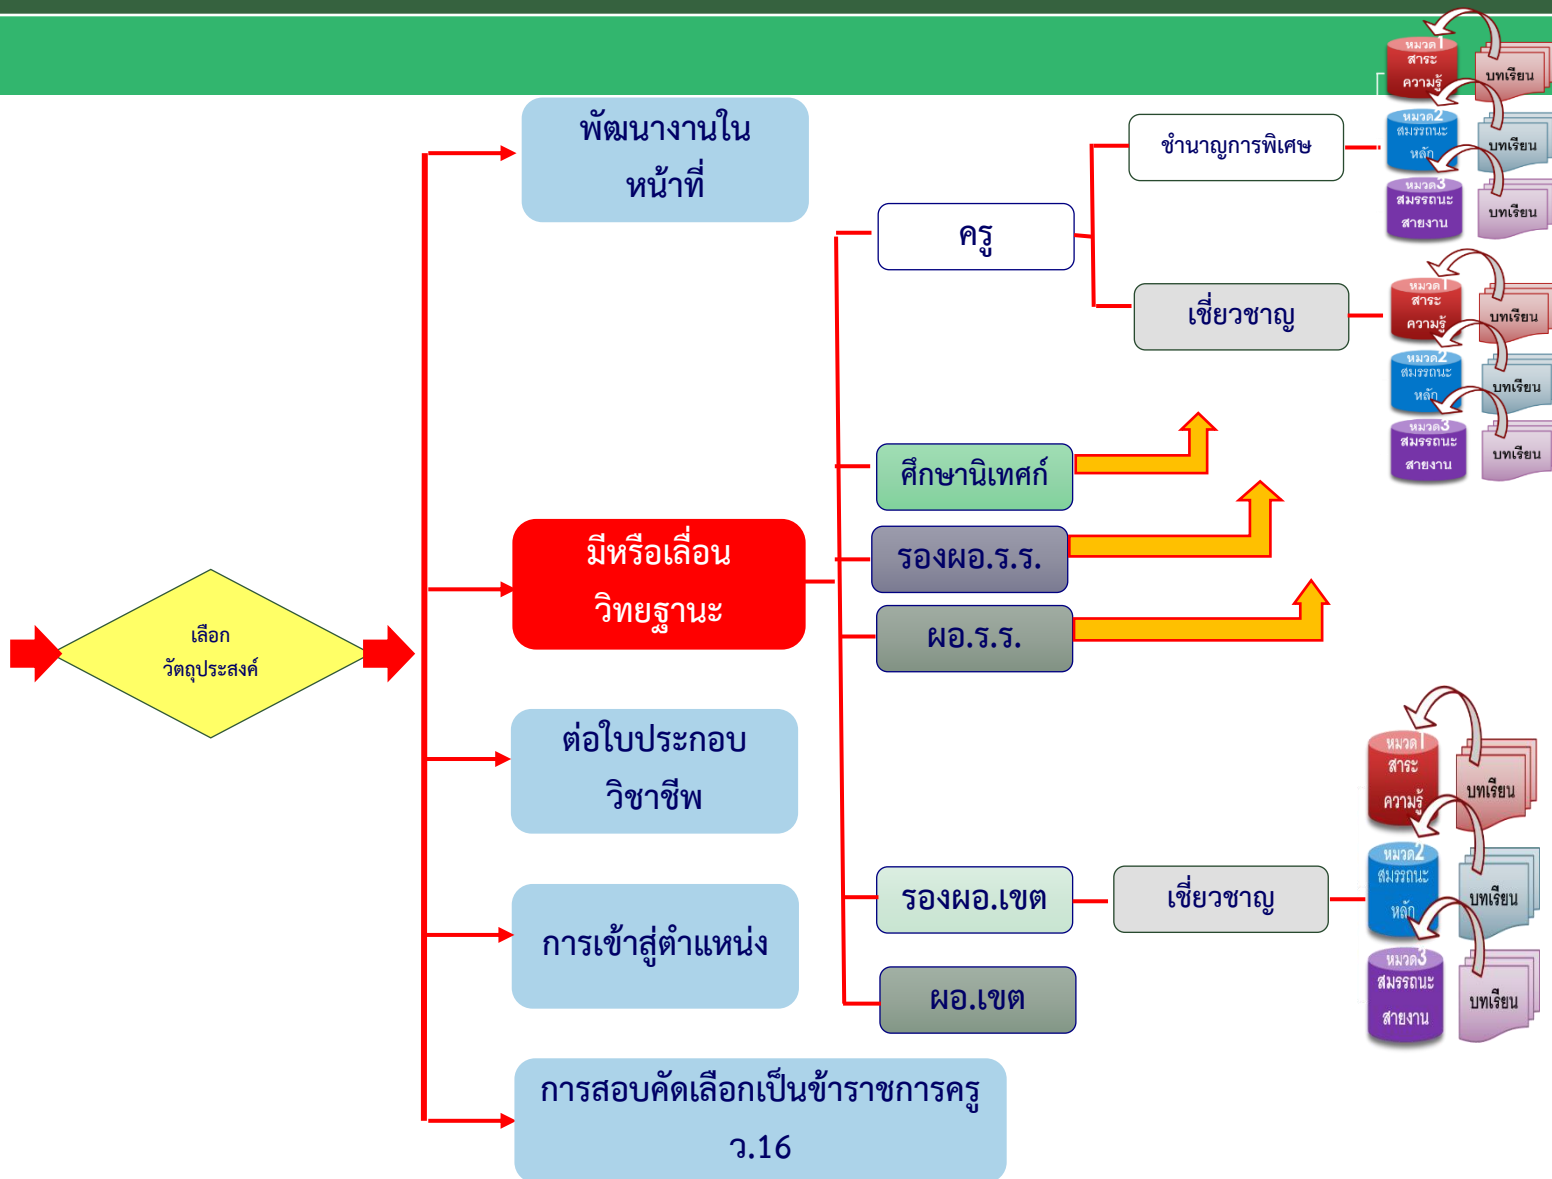 เลือก
วัตถุประสงค์
พัฒนางานใน
หน้าที่
มีหรือเลื่อน
วิทยฐานะ
ต่อใบประกอบ
วิชาชีพ
การเข้าสู่ตำแหน่ง
การสอบคัดเลือกเป็นข้าราชการครู
ว.16
ครู
ศึกษานิเทศก์
รองผอ.ร.ร.
ผอ.ร.ร.
รองผอ.เขต
ผอ.เขต
ชำนาญการพิเศษ
เชี่ยวชาญ
เชี่ยวชาญ
หมวด1
สาระ
ความรู้
บทเรียน
หมวด2
สมรรถนะ
หลัก
บทเรียน
หมวด3
สมรรถนะ
สายงาน
บทเรียน
หมวด1
สาระ
ความรู้
บทเรียน
หมวด2
สมรรถนะ
หลัก
บทเรียน
หมวด3
สมรรถนะ
สายงาน
บทเรียน
หมวด1
สาระ
ความรู้
บทเรียน
หมวด2
สมรรถนะ
หลัก
บทเรียน
หมวด3
สมรรถนะ
สายงาน
บทเรียน